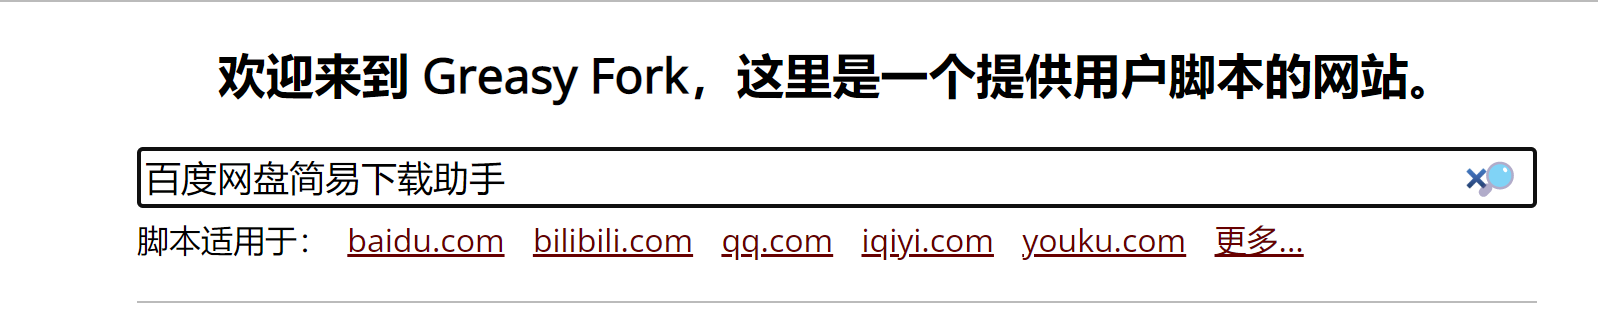 欢迎来到 Greasy Fork，这里是一个提供用户脚本的网站。
百度网盘简易下载助手
脚本适用于： baidu.com bilibili.com qq.com iqiyi.com youku.com 更多...